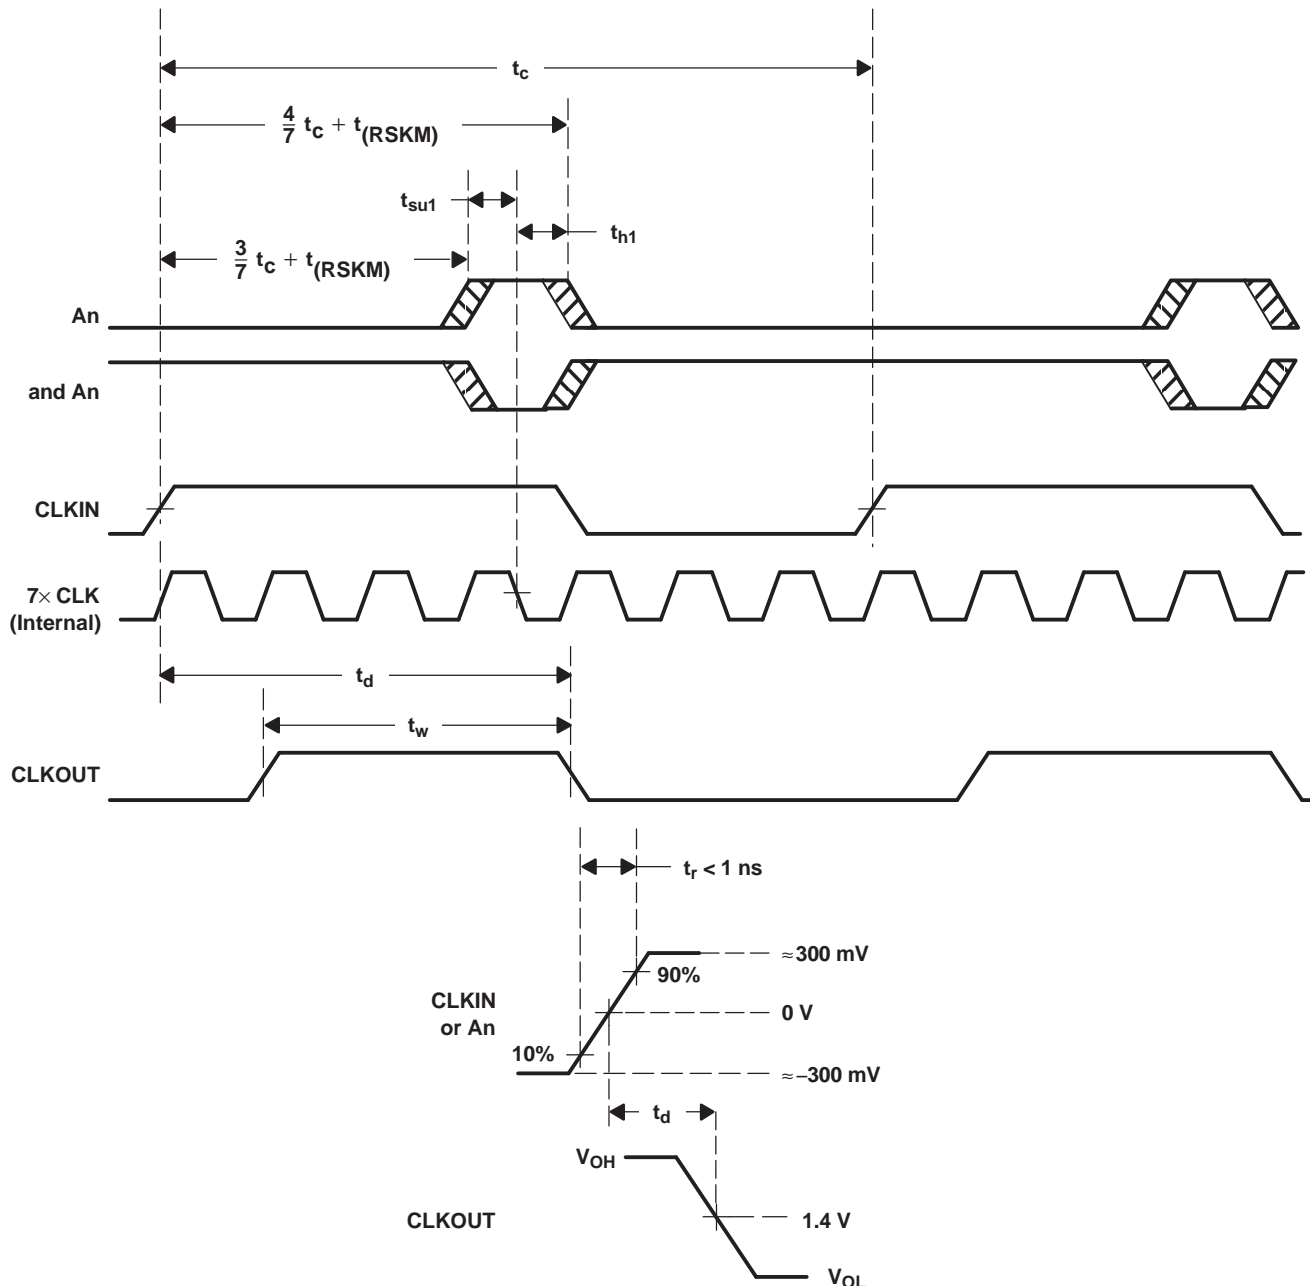 tc
4/7 tc + t(RSKM)
tsu1
th1
3/7 tc + t(RSKM)
An
and An
CLKIN
7× CLK
(Internal)
td
tw
CLKOUT
tr < 1 ns
≈300 mV
90%
CLKIN
or An
0 V
10%
≈–300 mV
td
VOH
CLKOUT
1.4 V
VOL